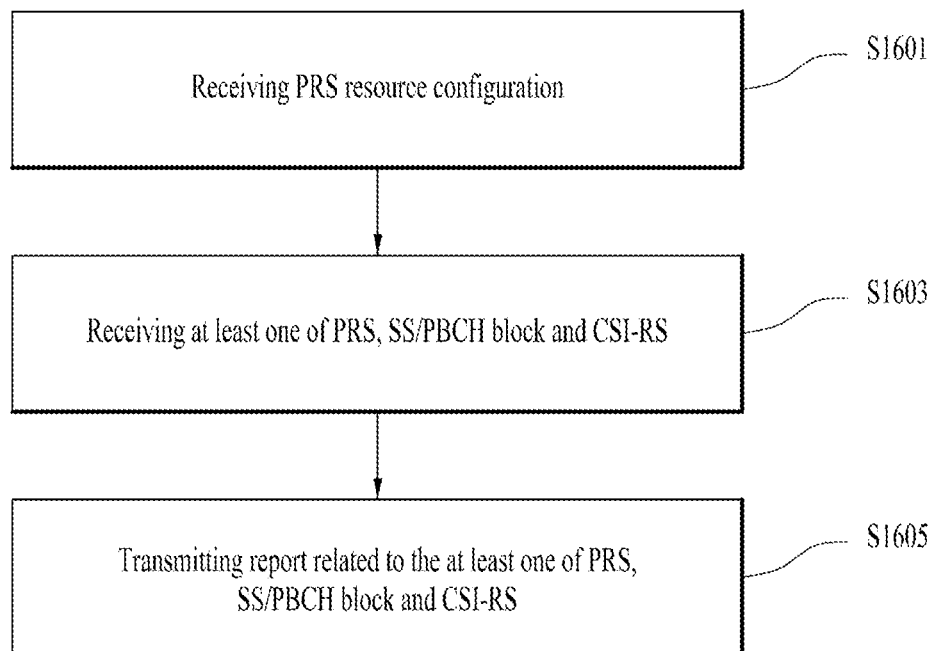 Receiving PRS resource configuration
S1601
Receiving at least one of PRS, SS/PBCH block and CSI-RS
S1603
Transmitting report related to the at least one of PRS,
SS/PBCH block and CSI-RS
S1605